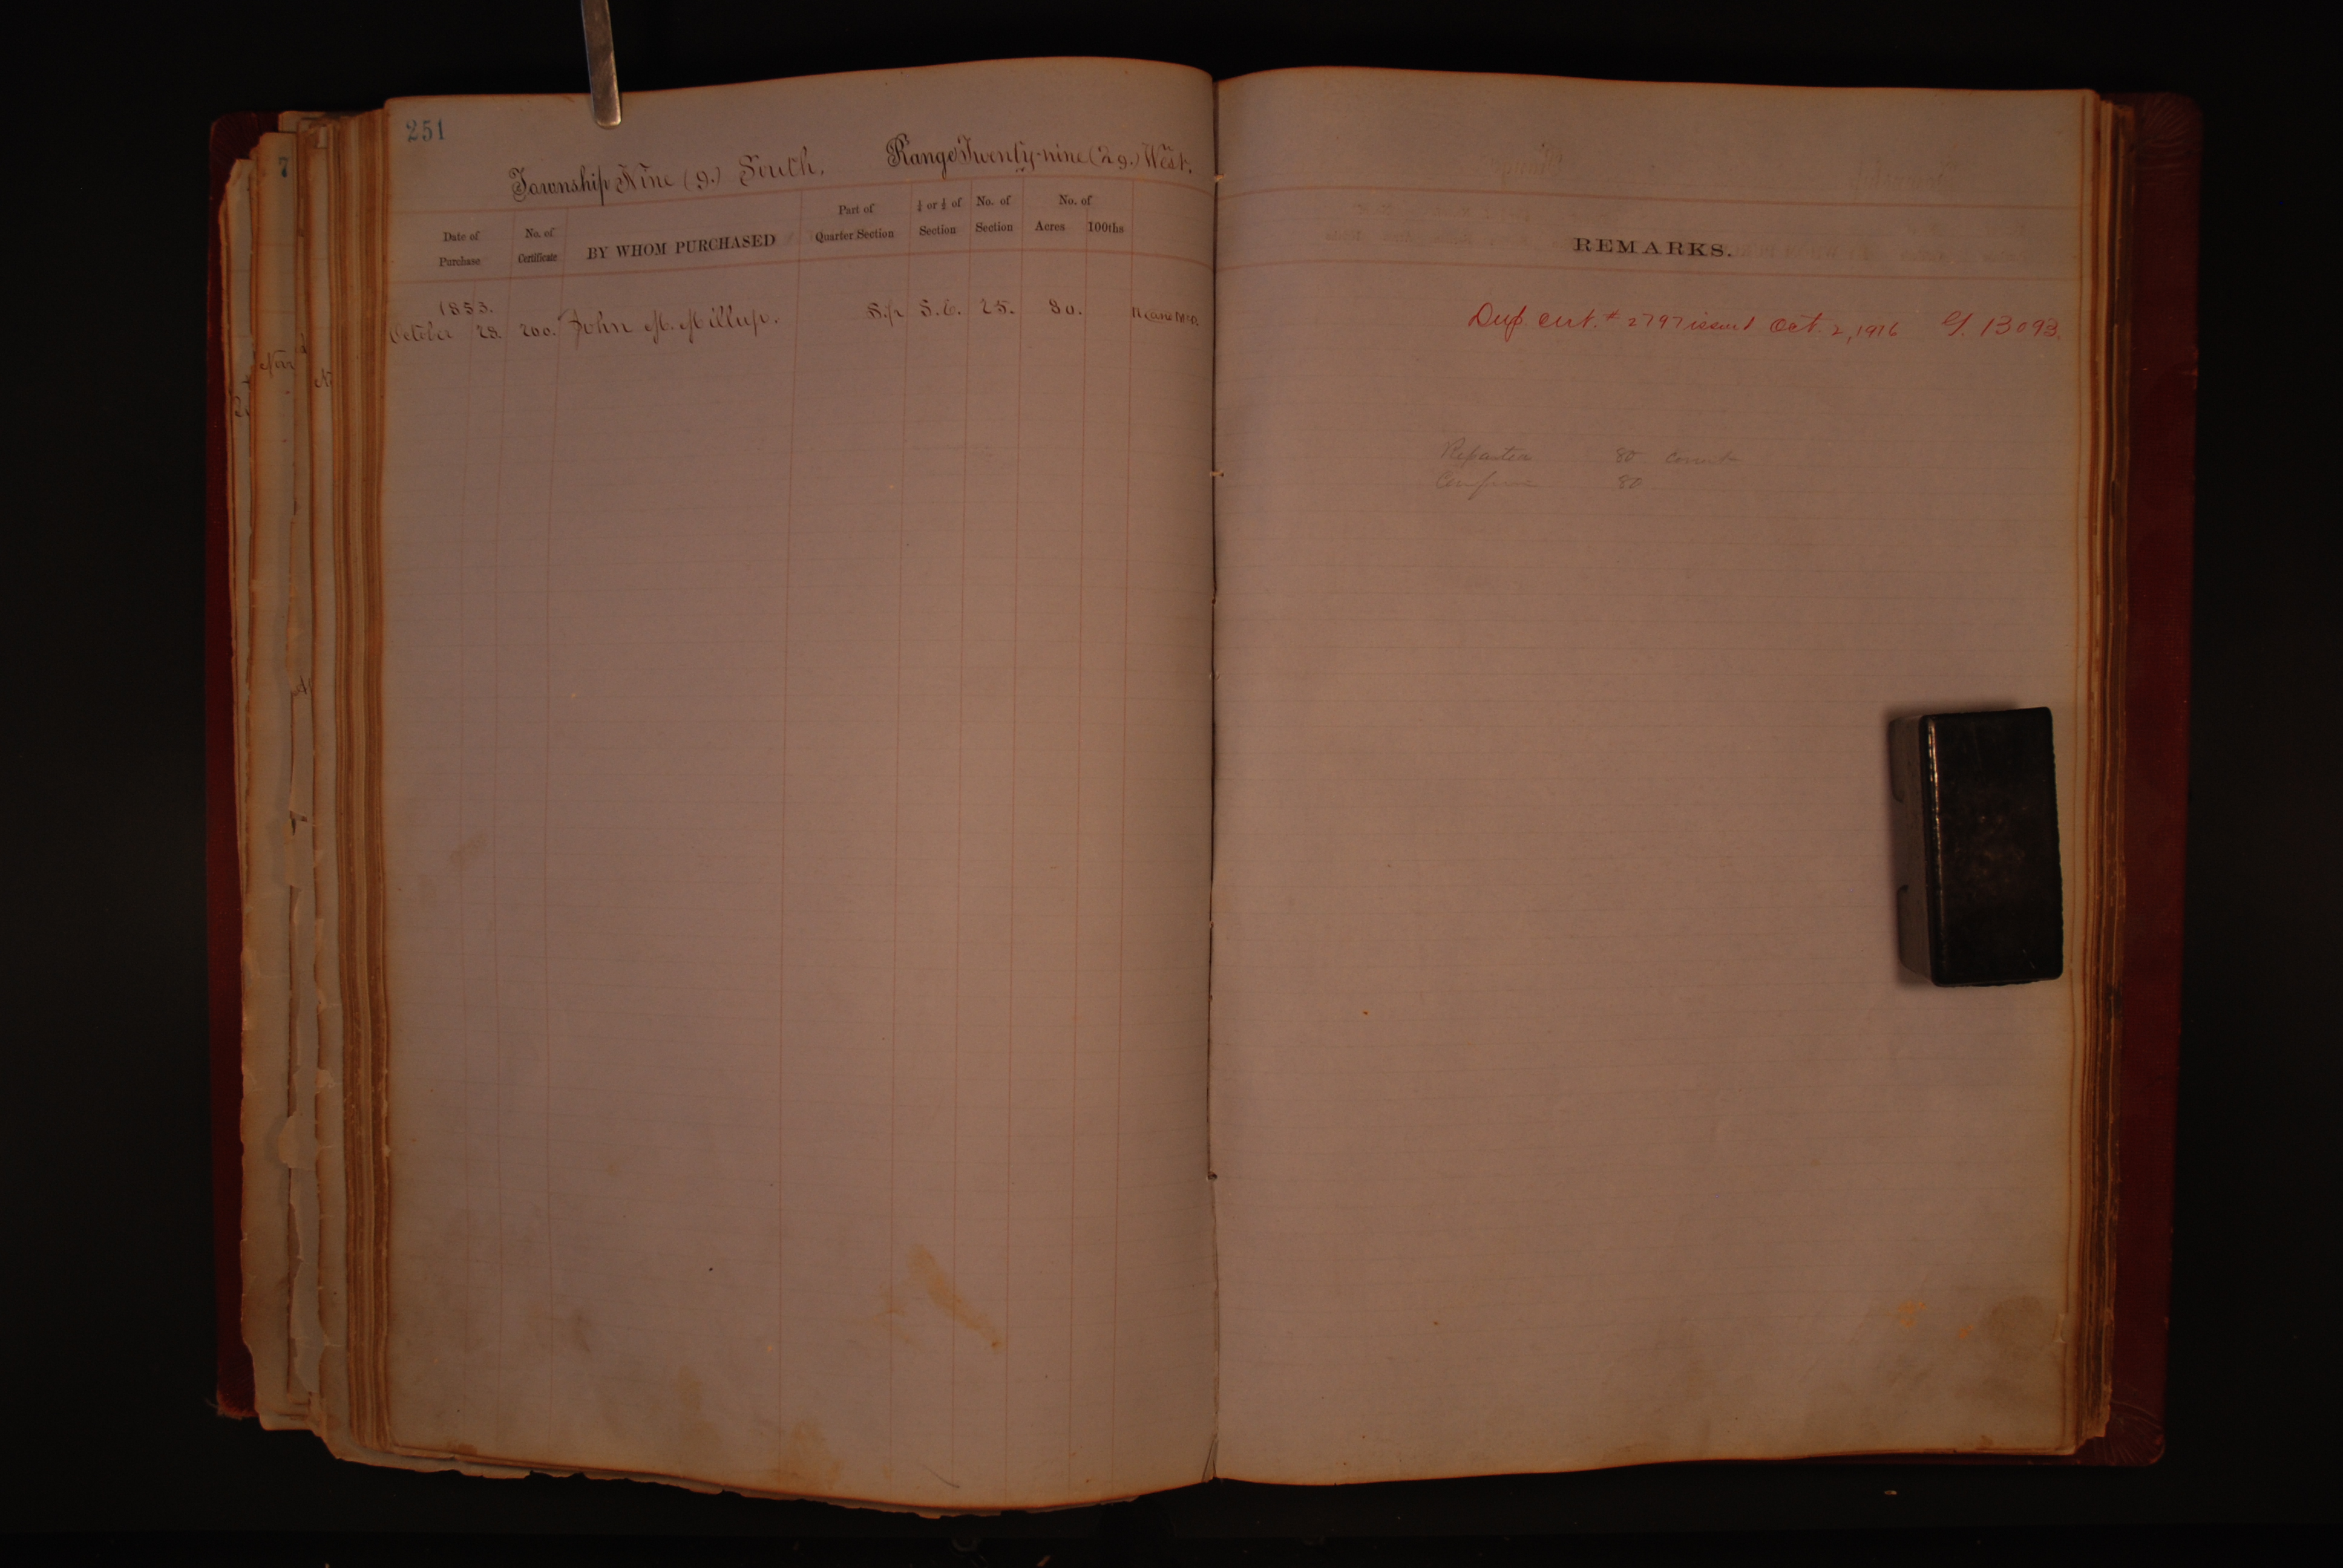 251
Township Nine (9.) South. Range Twenty-nine (29.) West.
Date of Purchase No. of Certificate BY WHOM PURCHASED Part of Quarter Section ¼ or ½ of Section No. of Section No. of Acres 100ths
1853.
October 28. 200. John M. Millup. S.½ S.E. 25. 80.
REMARKS.
Dup. cert. # 2797 issued Oct. 2, 1916 13093.
80 Correct
80
7